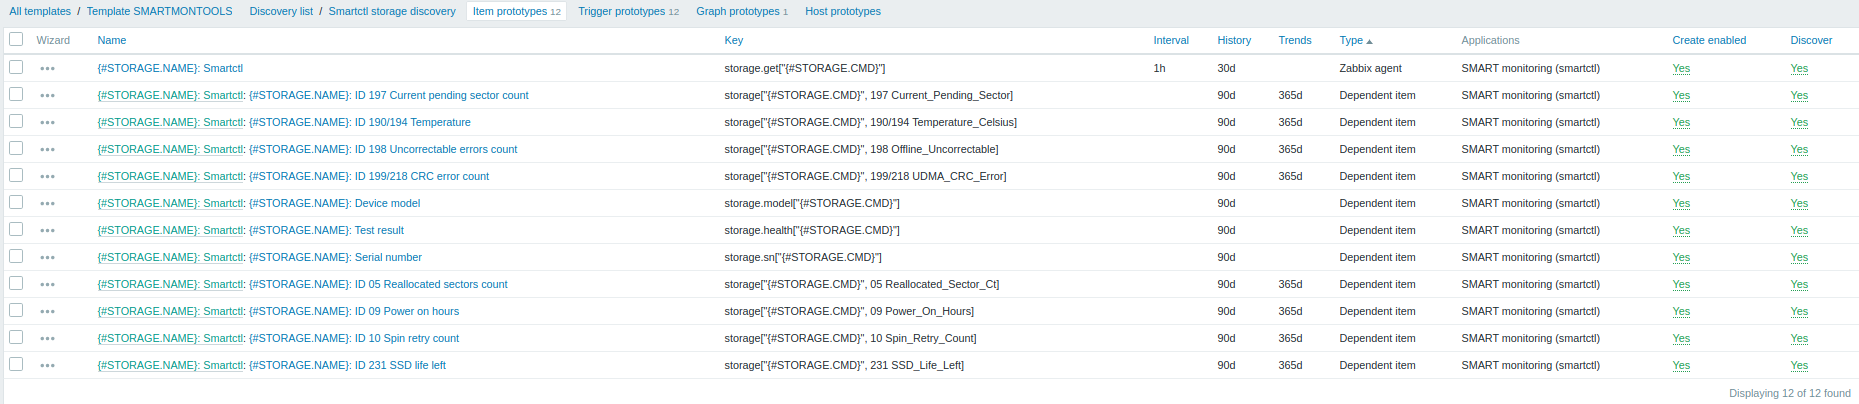 All templates / Template SMARTMONTOOLS Discovery list / Smartctl storage discovery Item prototypes 12 Trigger prototypes 12 Graph prototypes 1 Host prototypes
Wizard Name Key Interval History Trends Type Applications Create enabled Discover
{#STORAGE.NAME}: Smartctl storage.get["{#STORAGE.CMD}"] 1h 30d Zabbix agent SMART monitoring (smartctl) Yes Yes
{#STORAGE.NAME}: Smartctl: {#STORAGE.NAME}: ID 197 Current pending sector count storage["{#STORAGE.CMD}", 197 Current_Pending_Sector] 90d 365d Dependent item SMART monitoring (smartctl) Yes Yes
{#STORAGE.NAME}: Smartctl: {#STORAGE.NAME}: ID 190/194 Temperature storage["{#STORAGE.CMD}", 190/194 Temperature_Celsius] 90d 365d Dependent item SMART monitoring (smartctl) Yes Yes
{#STORAGE.NAME}: Smartctl: {#STORAGE.NAME}: ID 198 Uncorrectable errors count storage["{#STORAGE.CMD}", 198 Offline_Uncorrectable] 90d 365d Dependent item SMART monitoring (smartctl) Yes Yes
{#STORAGE.NAME}: Smartctl: {#STORAGE.NAME}: ID 199/218 CRC error count storage["{#STORAGE.CMD}", 199/218 UDMA_CRC_Error] 90d 365d Dependent item SMART monitoring (smartctl) Yes Yes
{#STORAGE.NAME}: Smartctl: {#STORAGE.NAME}: Device model storage.model["{#STORAGE.CMD}"] 90d Dependent item SMART monitoring (smartctl) Yes Yes
{#STORAGE.NAME}: Smartctl: {#STORAGE.NAME}: Test result storage.health["{#STORAGE.CMD}"] 90d Dependent item SMART monitoring (smartctl) Yes Yes
{#STORAGE.NAME}: Smartctl: {#STORAGE.NAME}: Serial number storage.sn["{#STORAGE.CMD}"] 90d Dependent item SMART monitoring (smartctl) Yes Yes
{#STORAGE.NAME}: Smartctl: {#STORAGE.NAME}: ID 05 Reallocated sectors count storage["{#STORAGE.CMD}", 05 Reallocated_Sector_Ct] 90d 365d Dependent item SMART monitoring (smartctl) Yes Yes
{#STORAGE.NAME}: Smartctl: {#STORAGE.NAME}: ID 09 Power on hours storage["{#STORAGE.CMD}", 09 Power_On_Hours] 90d 365d Dependent item SMART monitoring (smartctl) Yes Yes
{#STORAGE.NAME}: Smartctl: {#STORAGE.NAME}: ID 10 Spin retry count storage["{#STORAGE.CMD}", 10 Spin_Retry_Count] 90d 365d Dependent item SMART monitoring (smartctl) Yes Yes
{#STORAGE.NAME}: Smartctl: {#STORAGE.NAME}: ID 231 SSD life left storage["{#STORAGE.CMD}", 231 SSD_Life_Left] 90d 365d Dependent item SMART monitoring (smartctl) Yes Yes
Displaying 12 of 12 found